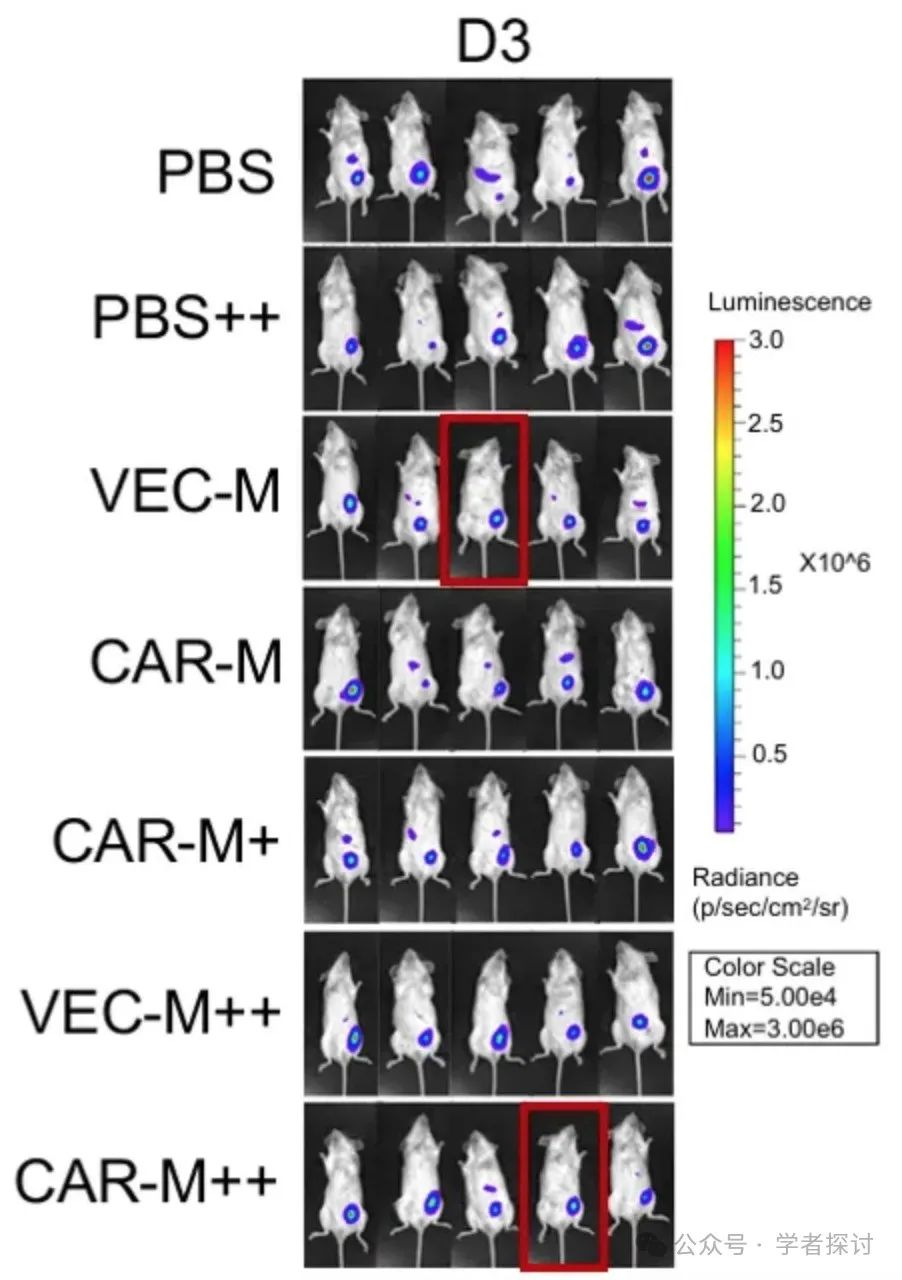 D3
PBS
PBS++
VEC-M
CAR-M
CAR-M+
VEC-M++
CAR-M++
Luminescence
3.0
2.5
2.0
1.5
1.0
0.5
X10^6
Radiance
(p/sec/cm²/sr)
Color Scale
Min=5.00e4
Max=3.00e6
公众号 · 学者探讨